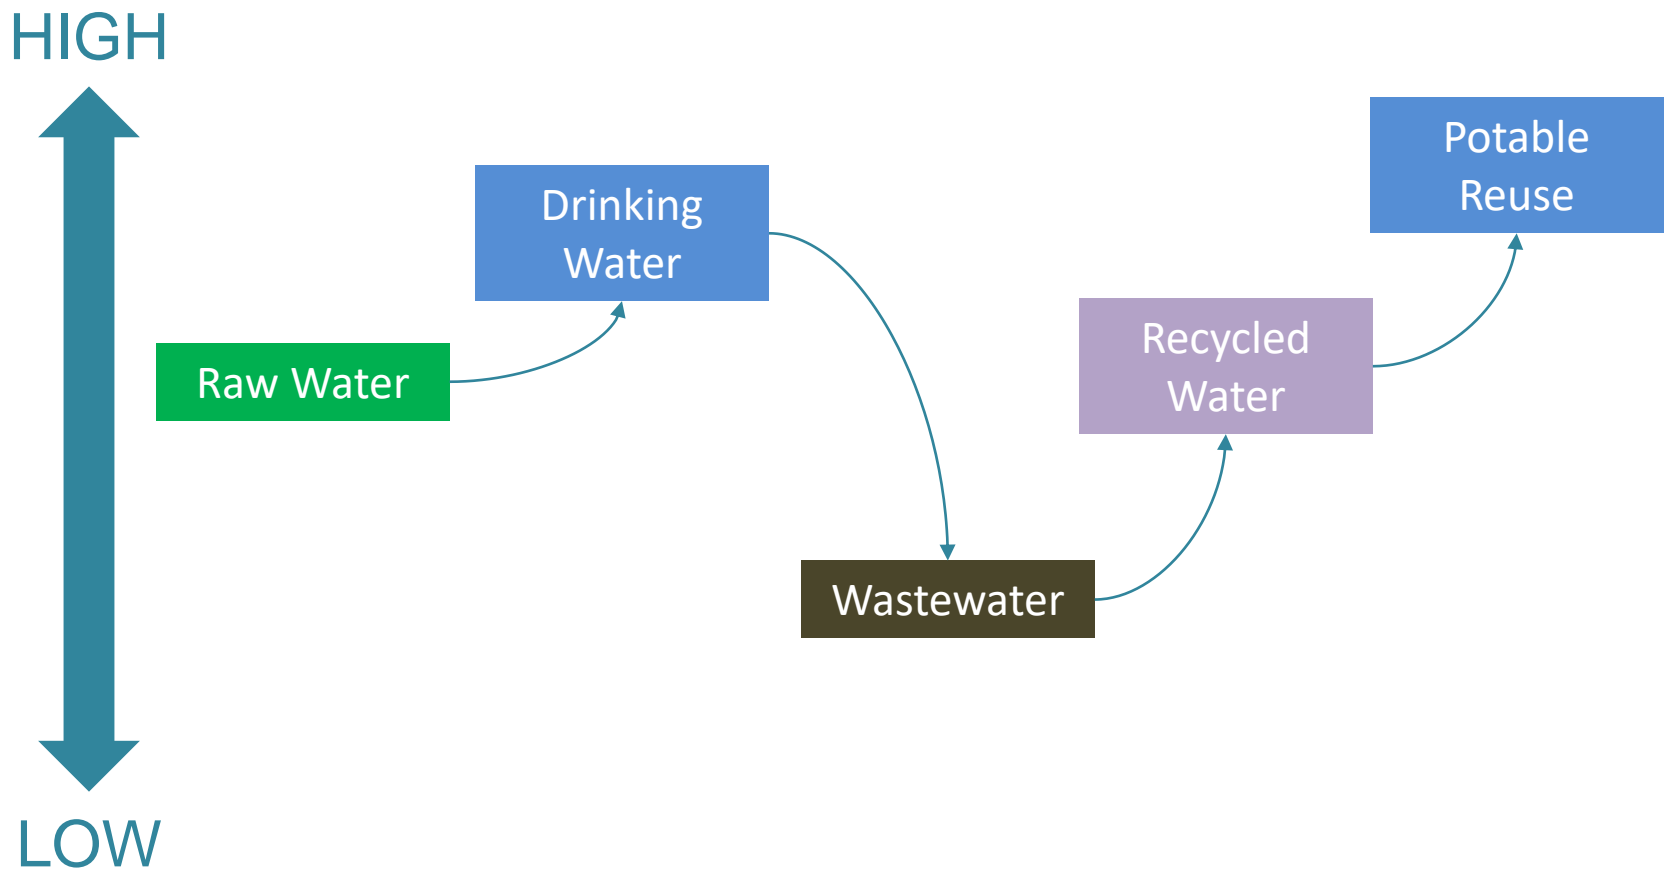 HIGH
Potable
Reuse
Drinking
Water
Recycled
Water
Raw Water
Wastewater
LOW